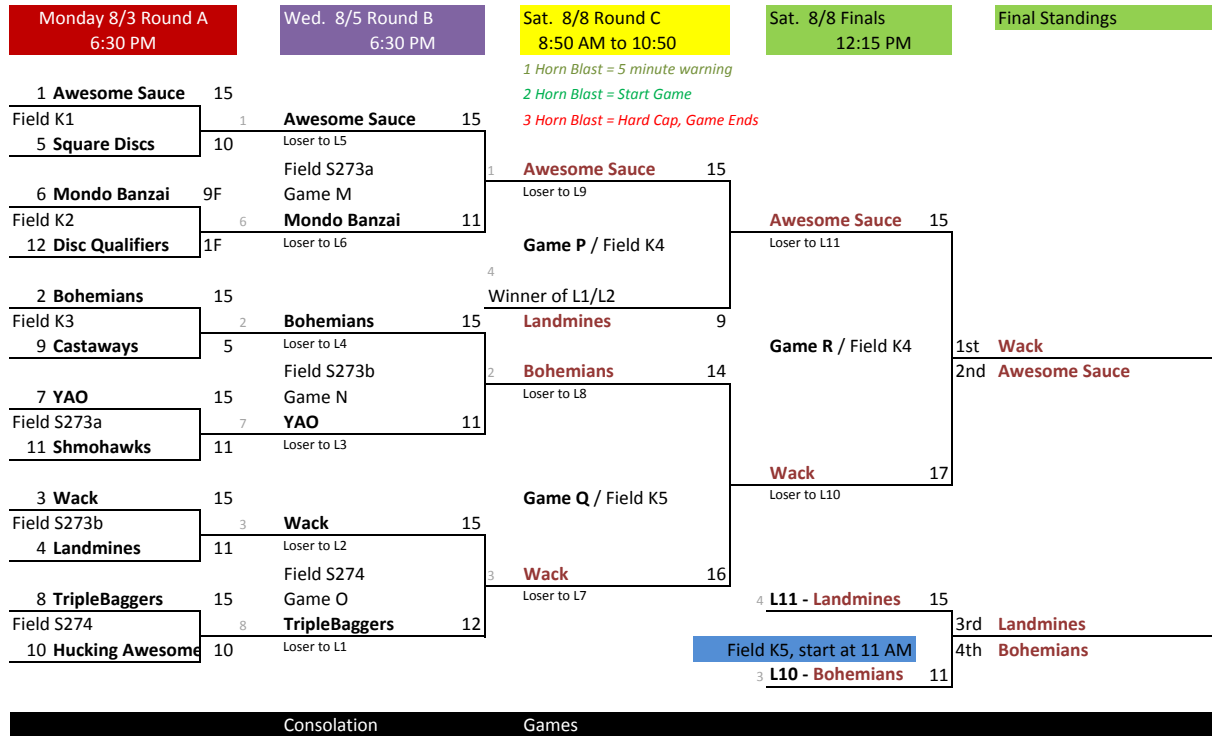 Monday 8/3 Round A Wed. 8/5 Round B Sat. 8/8 Round C Sat. 8/8 Finals Final Standings
6:30 PM 6:30 PM 8:50 AM to 10:50 12:15 PM
1 Horn Blast = 5 minute warning
1 Awesome Sauce 15 2 Horn Blast = Start Game
Field K1 1 Awesome Sauce 15 3 Horn Blast = Hard Cap, Game Ends
5 Square Discs 10 Loser to L5
Field S273a 1 Awesome Sauce 15
6 Mondo Banzai 9F Game M Loser to L9
Field K2 6 Mondo Banzai 11 Awesome Sauce 15
12 Disc Qualifiers 1F Loser to L6 Game P / Field K4 Loser to L11
4
2 Bohemians 15 Winner of L1/L2
Field K3 2 Bohemians 15 Landmines 9
9 Castaways 5 Loser to L4 Game R / Field K4 1st Wack
Field S273b 2 Bohemians 14 2nd Awesome Sauce
7 YAO 15 Game N Loser to L8
Field S273a 7 YAO 11
11 Shmohawks 11 Loser to L3
Wack 17
3 Wack 15 Game Q / Field K5 Loser to L10
Field S273b 3 Wack 15
4 Landmines 11 Loser to L2
Field S274 3 Wack 16
8 TripleBaggers 15 Game O Loser to L7 4 L11 - Landmines 15
Field S274 8 TripleBaggers 12 3rd Landmines
10 Hucking Awesome 10 Loser to L1 Field K5, start at 11 AM 4th Bohemians
3 L10 - Bohemians 11
Consolation Games